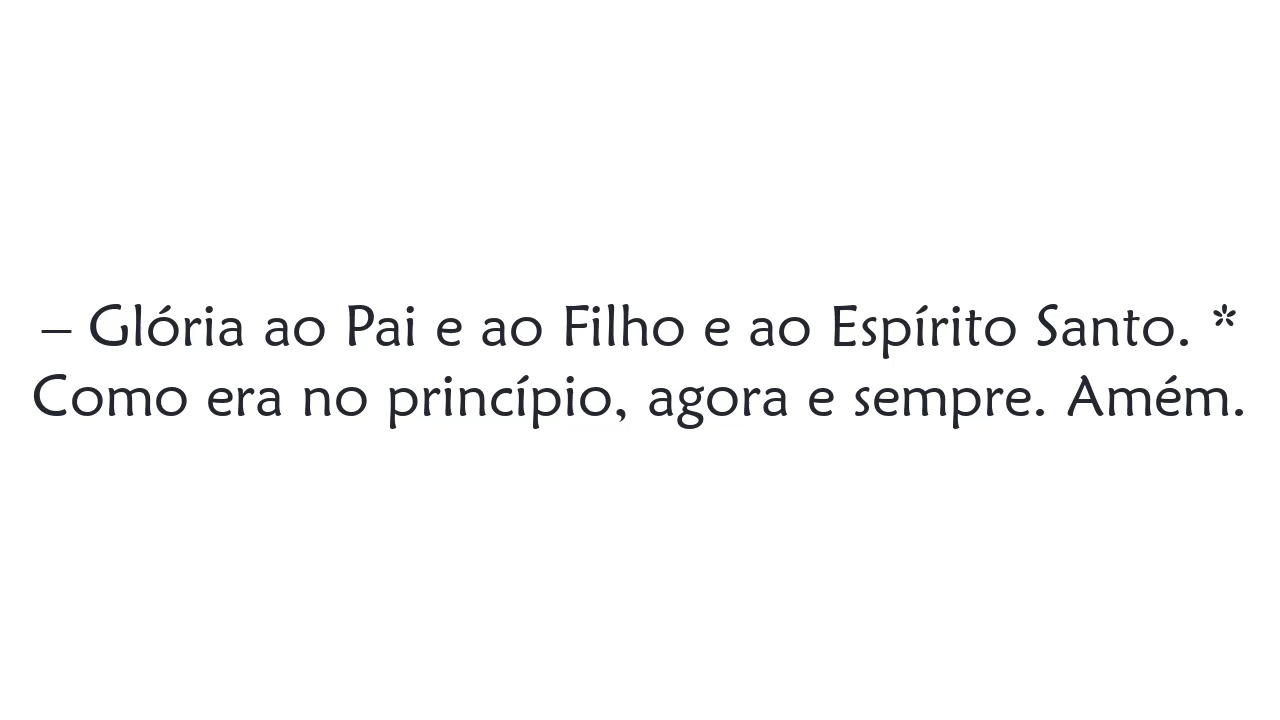 – Glória ao Pai e ao Filho e ao Espírito Santo. *
Como era no princípio, agora e sempre. Amém.